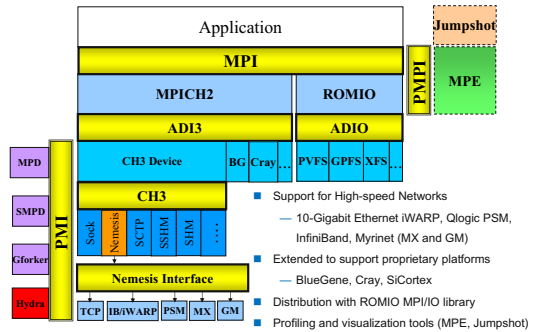 Application
Jumpshot
MPI
PMPI
MPE
MPICH2
ROMIO
ADI3
ADIO
MPD
CH3 Device
BG
Cray
...
PVFS
GPFS
XFS
...
PMI
CH3
SMPD
Sock
Nemesis
SCTP
SSHM
SHM
....
Gforker
Nemesis Interface
Hydra
TCP
IB/iWARP
PSM
MX
GM
■ Support for High-speed Networks
— 10-Gigabit Ethernet iWARP, Qlogic PSM,
InfiniBand, Myrinet (MX and GM)
■ Extended to support proprietary platforms
— BlueGene, Cray, SiCortex
■ Distribution with ROMIO MPI/IO library
■ Profiling and visualization tools (MPE, Jumpshot)